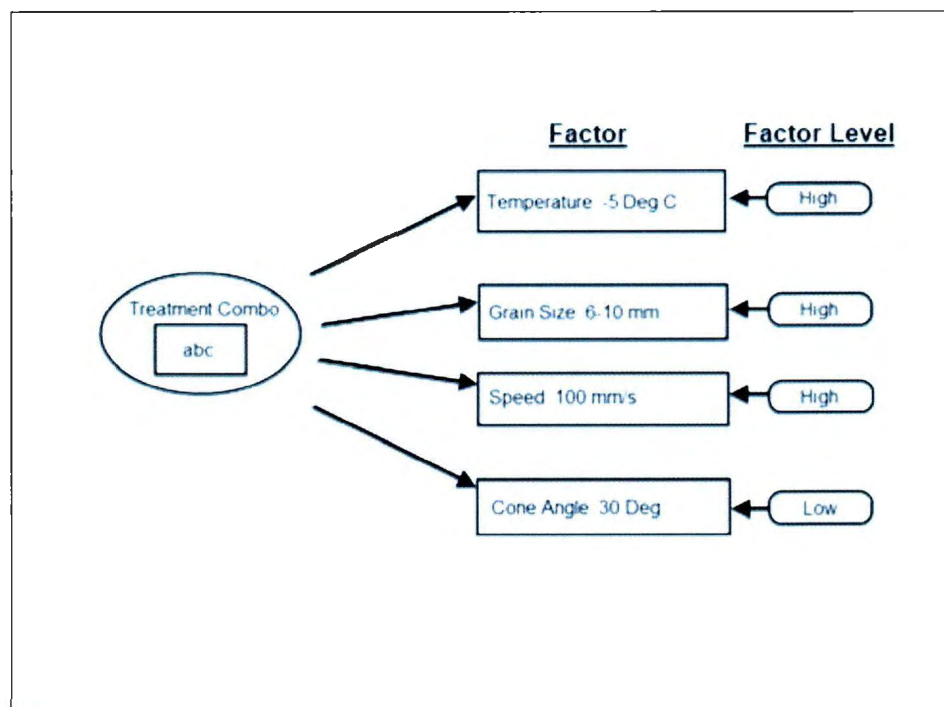 Factor Factor Level
Temperature -5 Deg C High
Treatment Combo
abc
Grain Size 6-10 mm High
Speed 100 mm/s High
Cone Angle 30 Deg Low